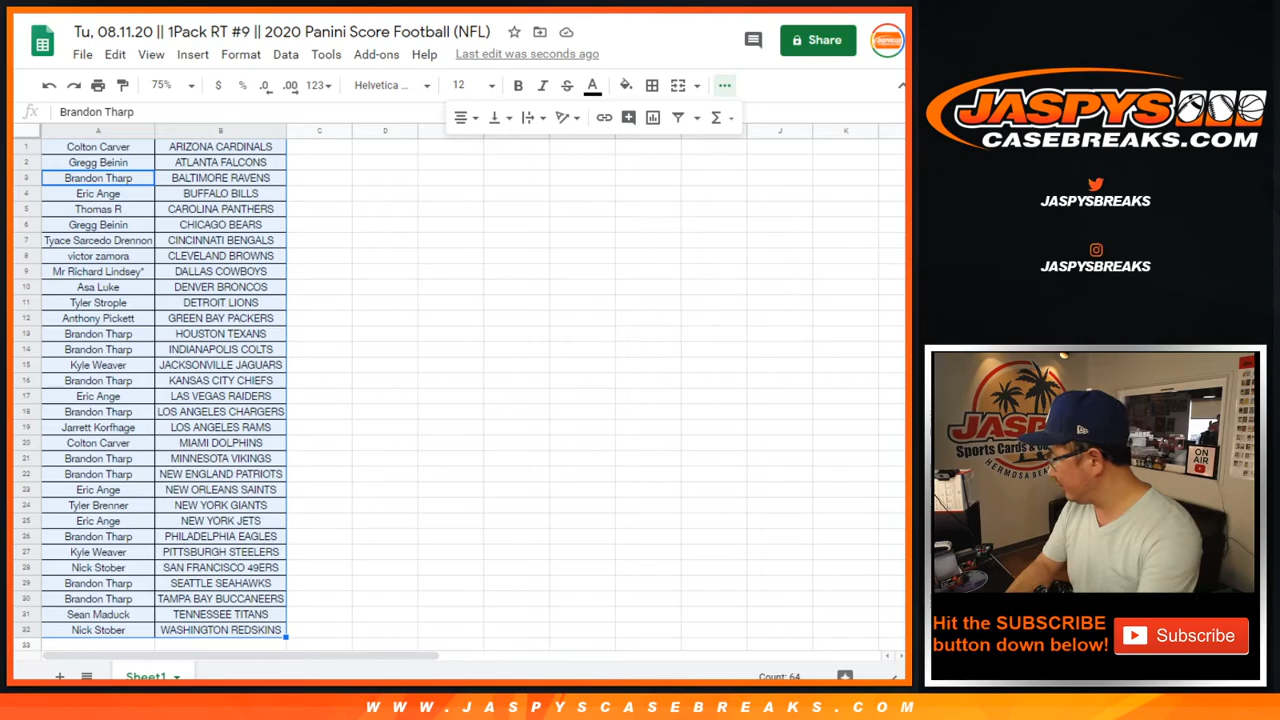 Tu, 08.11.20 || 1Pack RT #9 || 2020 Panini Score Football (NFL)
File Edit View Insert Format Data Tools Add-ons Help Last edit was seconds ago
Share
75% $ % .0 .00 123 Helvetica ... 12 B I S A
fx Brandon Tharp
A B C D J K
1 Colton Carver ARIZONA CARDINALS
2 Gregg Beinin ATLANTA FALCONS
3 Brandon Tharp BALTIMORE RAVENS
4 Eric Ange BUFFALO BILLS
5 Thomas R CAROLINA PANTHERS
6 Gregg Beinin CHICAGO BEARS
7 Tyace Sarcedo Drennon CINCINNATI BENGALS
8 victor zamora CLEVELAND BROWNS
9 Mr Richard Lindsey* DALLAS COWBOYS
10 Asa Luke DENVER BRONCOS
11 Tyler Strople DETROIT LIONS
12 Anthony Pickett GREEN BAY PACKERS
13 Brandon Tharp HOUSTON TEXANS
14 Brandon Tharp INDIANAPOLIS COLTS
15 Kyle Weaver JACKSONVILLE JAGUARS
16 Brandon Tharp KANSAS CITY CHIEFS
17 Eric Ange LAS VEGAS RAIDERS
18 Brandon Tharp LOS ANGELES CHARGERS
19 Jarrett Korfhage LOS ANGELES RAMS
20 Colton Carver MIAMI DOLPHINS
21 Brandon Tharp MINNESOTA VIKINGS
22 Brandon Tharp NEW ENGLAND PATRIOTS
23 Eric Ange NEW ORLEANS SAINTS
24 Tyler Brenner NEW YORK GIANTS
25 Eric Ange NEW YORK JETS
26 Brandon Tharp PHILADELPHIA EAGLES
27 Kyle Weaver PITTSBURGH STEELERS
28 Nick Stober SAN FRANCISCO 49ERS
29 Brandon Tharp SEATTLE SEAHAWKS
30 Brandon Tharp TAMPA BAY BUCCANEERS
31 Sean Maduck TENNESSEE TITANS
32 Nick Stober WASHINGTON REDSKINS
33
Sheet1 Count: 64
JASPYS
CASEBREAKS.COM
JASPYSBREAKS
JASPYSBREAKS
JASPYS
Sports Cards &
HERMOSA BEA
ON AIR
Hit the SUBSCRIBE
button down below!
Subscribe
WWW.JASPYSCASEBREAKS.COM